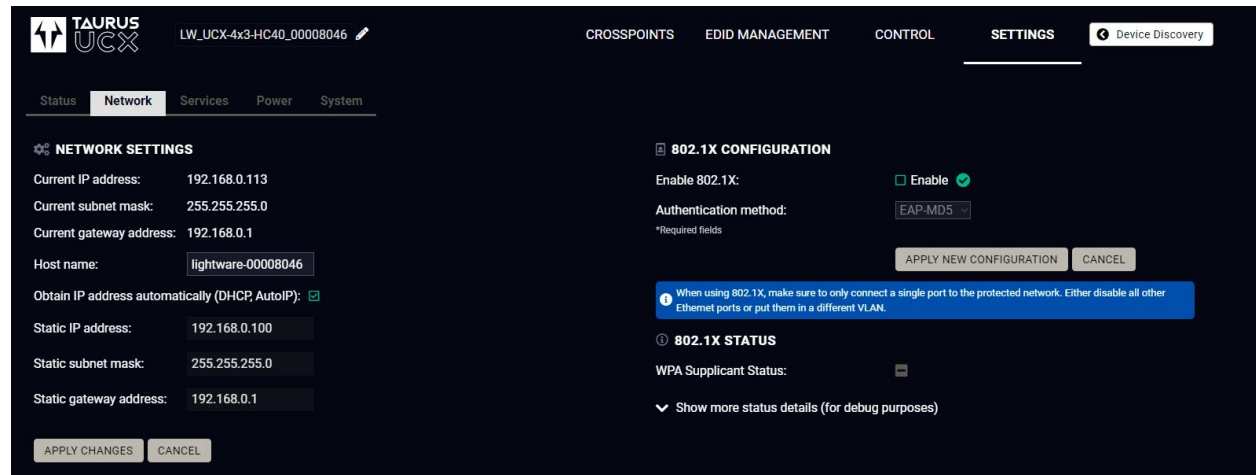 TAURUS
UCX
LW_UCX-4x3-HC40_00008046
CROSSPOINTS
EDID MANAGEMENT
CONTROL
SETTINGS
Device Discovery
Status
Network
Services
Power
System
NETWORK SETTINGS
Current IP address: 192.168.0.113
Current subnet mask: 255.255.255.0
Current gateway address: 192.168.0.1
Host name: lightware-00008046
Obtain IP address automatically (DHCP, AutoIP):
Static IP address: 192.168.0.100
Static subnet mask: 255.255.255.0
Static gateway address: 192.168.0.1
APPLY CHANGES
CANCEL
802.1X CONFIGURATION
Enable 802.1X: Enable
Authentication method: EAP-MD5
*Required fields
APPLY NEW CONFIGURATION
CANCEL
When using 802.1X, make sure to only connect a single port to the protected network. Either disable all other
Ethernet ports or put them in a different VLAN.
802.1X STATUS
WPA Supplicant Status:
Show more status details (for debug purposes)